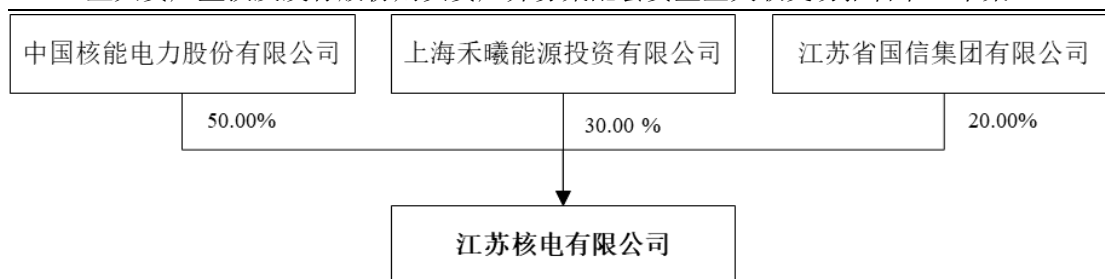 中国核能电力股份有限公司
上海禾曦能源投资有限公司
江苏省国信集团有限公司
50.00%
30.00 %
20.00%
江苏核电有限公司